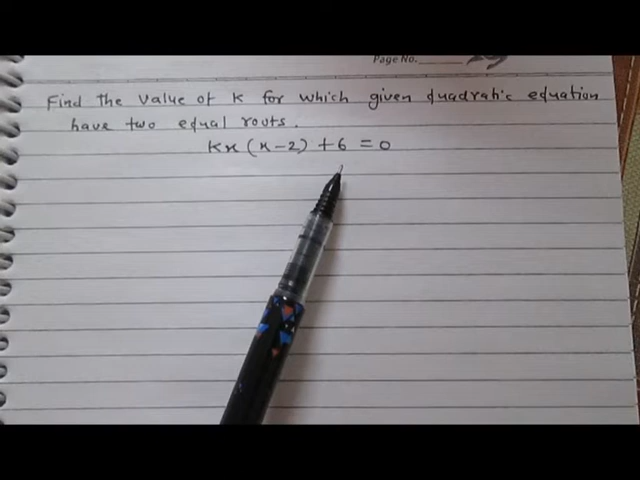 Page No.
Find the value of K for which given quadratic equation
have two equal roots.
Kx (x-2) + 6 = 0